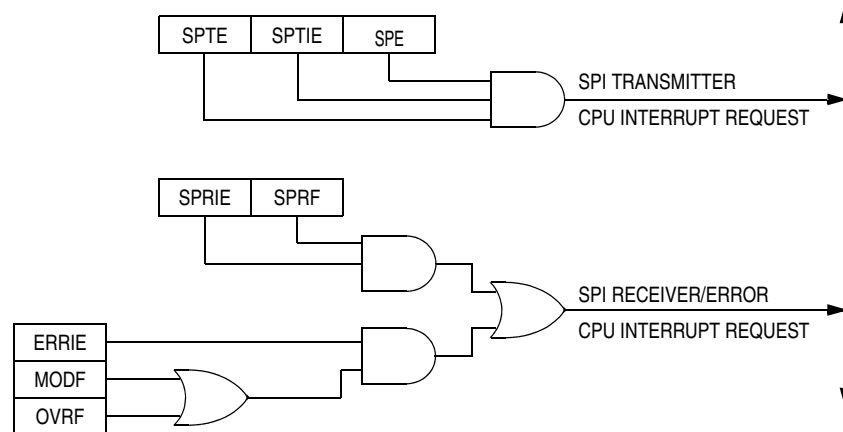 SPTE SPTIE SPE
SPI TRANSMITTER
CPU INTERRUPT REQUEST
SPRIE SPRF
SPI RECEIVER/ERROR
CPU INTERRUPT REQUEST
ERRIE
MODF
OVRF